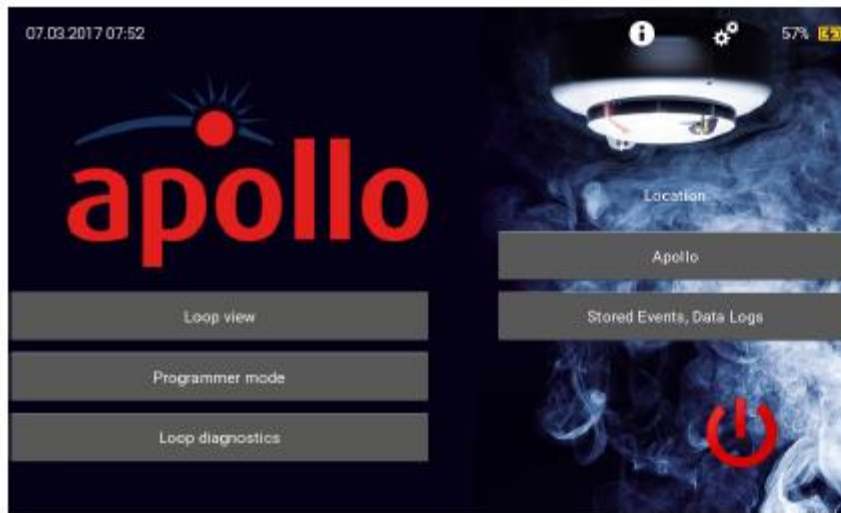 07.03.2017 07:52
57%
apollo
Location
Apollo
Loop view
Stored Events, Data Logs
Programmer mode
Loop diagnostics